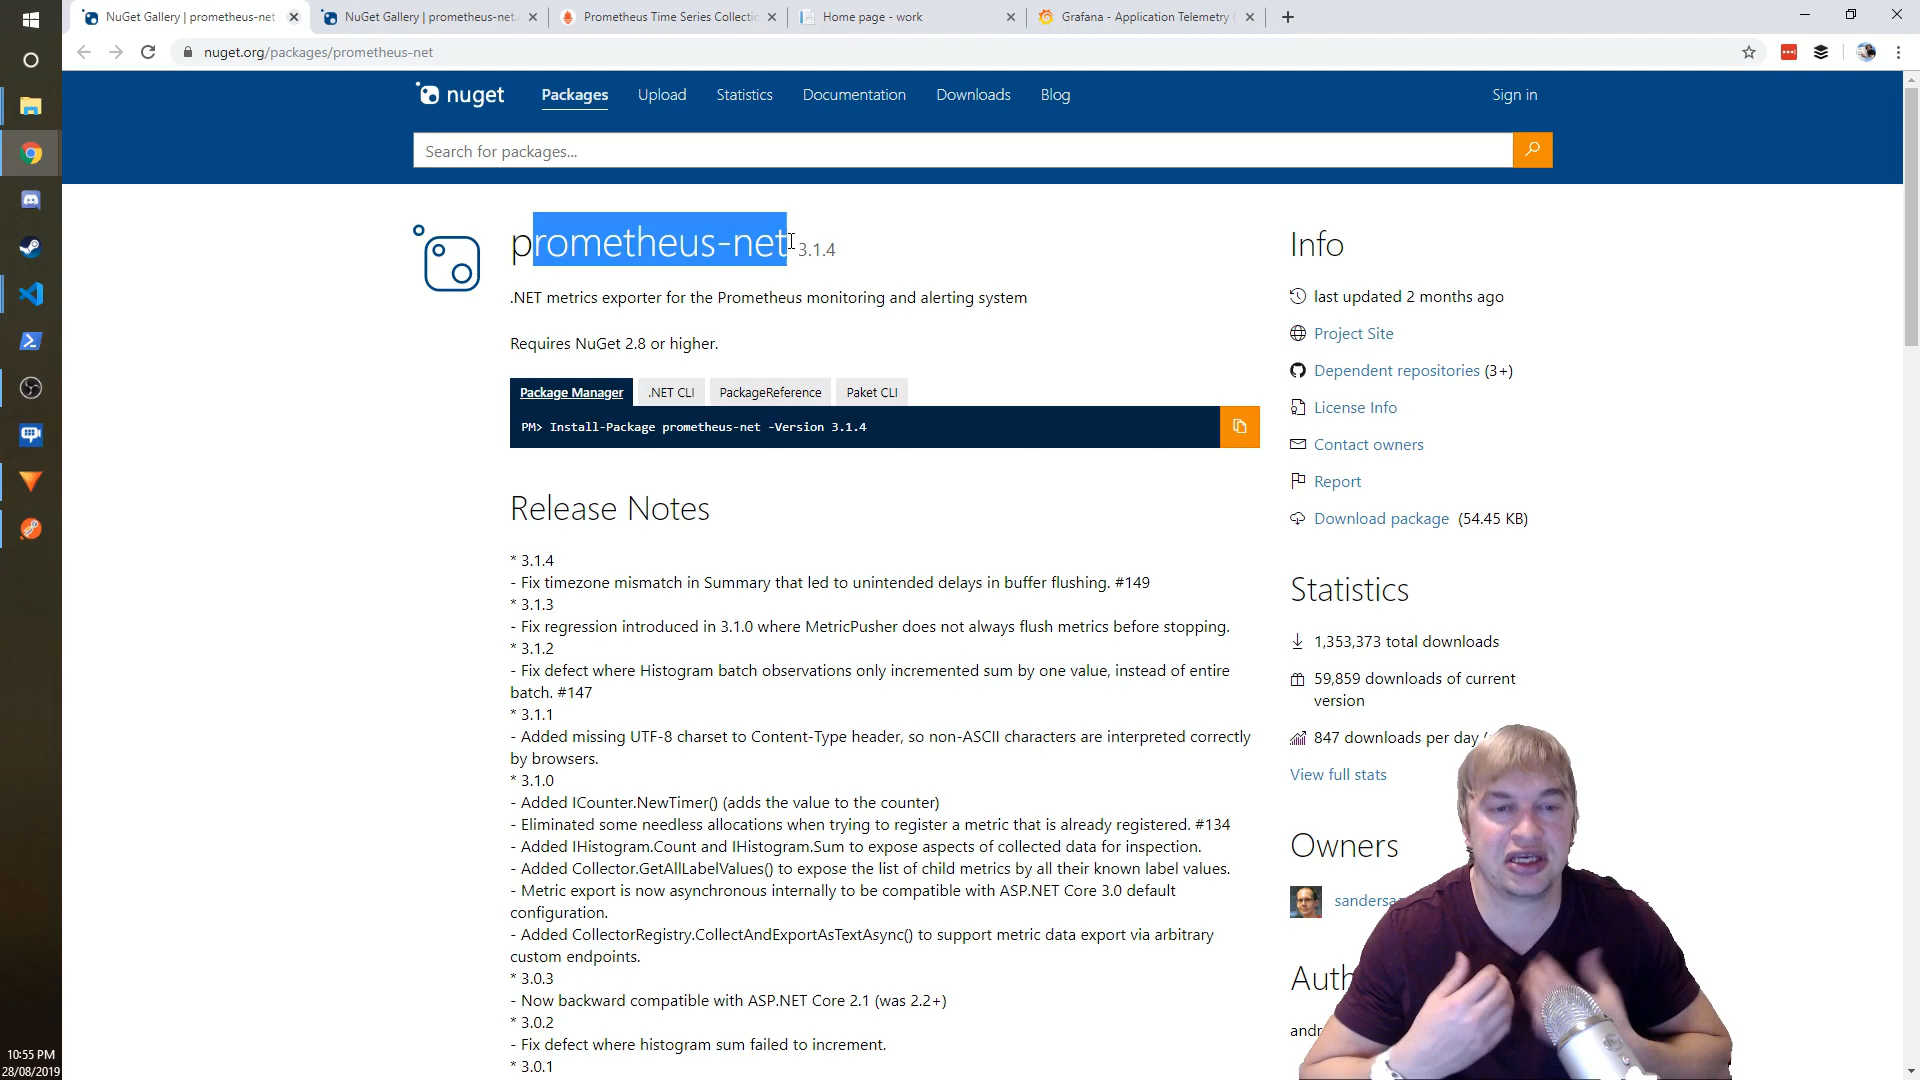 NuGet Gallery | prometheus-net
NuGet Gallery | prometheus-net.
Prometheus Time Series Collectio
Home page - work
Grafana - Application Telemetry (
nuget.org/packages/prometheus-net
nuget
Packages
Upload
Statistics
Documentation
Downloads
Blog
Sign in
Search for packages...
prometheus-net 3.1.4
.NET metrics exporter for the Prometheus monitoring and alerting system
Requires NuGet 2.8 or higher.
Package Manager
.NET CLI
PackageReference
Paket CLI
PM> Install-Package prometheus-net -Version 3.1.4
Release Notes
* 3.1.4
- Fix timezone mismatch in Summary that led to unintended delays in buffer flushing. #149
* 3.1.3
- Fix regression introduced in 3.1.0 where MetricPusher does not always flush metrics before stopping.
* 3.1.2
- Fix defect where Histogram batch observations only incremented sum by one value, instead of entire
batch. #147
* 3.1.1
- Added missing UTF-8 charset to Content-Type header, so non-ASCII characters are interpreted correctly
by browsers.
* 3.1.0
- Added ICounter.NewTimer() (adds the value to the counter)
- Eliminated some needless allocations when trying to register a metric that is already registered. #134
- Added IHistogram.Count and IHistogram.Sum to expose aspects of collected data for inspection.
- Added Collector.GetAllLabelValues() to expose the list of child metrics by all their known label values.
- Metric export is now asynchronous internally to be compatible with ASP.NET Core 3.0 default
configuration.
- Added CollectorRegistry.CollectAndExportAsTextAsync() to support metric data export via arbitrary
custom endpoints.
* 3.0.3
- Now backward compatible with ASP.NET Core 2.1 (was 2.2+)
* 3.0.2
- Fix defect where histogram sum failed to increment.
* 3.0.1
Info
last updated 2 months ago
Project Site
Dependent repositories (3+)
License Info
Contact owners
Report
Download package (54.45 KB)
Statistics
1,353,373 total downloads
59,859 downloads of current
version
847 downloads per day
View full stats
Owners
sandersa
Auth
andr
10:55 PM
28/08/2019